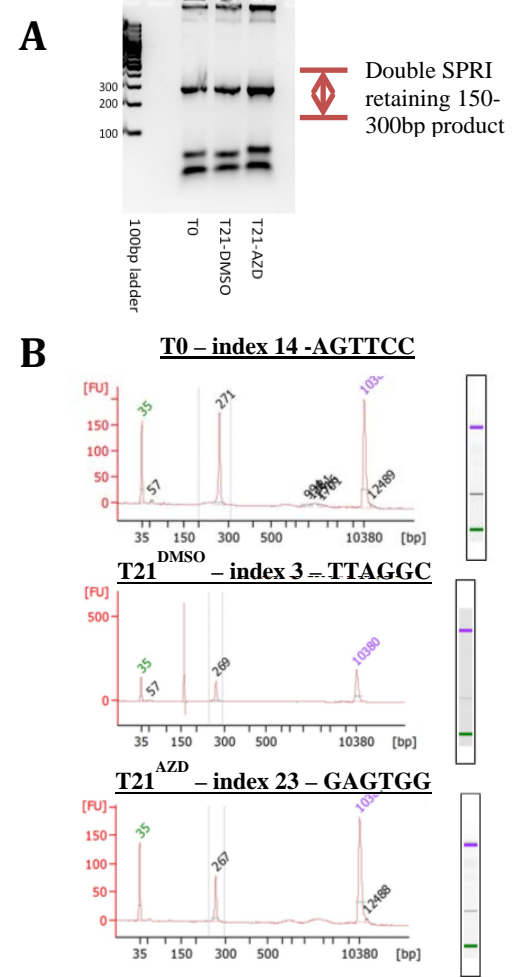 A
300
200
100
Double SPRI
retaining 150-
300bp product
100bp ladder
T0
T21-DMSO
T21-AZD
B
T0 – index 14 -AGTTCC
[FU]
150
100
50
0
35
57
271
12489
35 150 300 500 10380 [bp]
T21DMSO – index 3 – TTAGGC
[FU]
500
0
35
57
269
10380
35 150 300 500 10380 [bp]
T21AZD – index 23 – GAGTGG
[FU]
150
100
50
0
35
267
12488
35 150 300 500 10380 [bp]